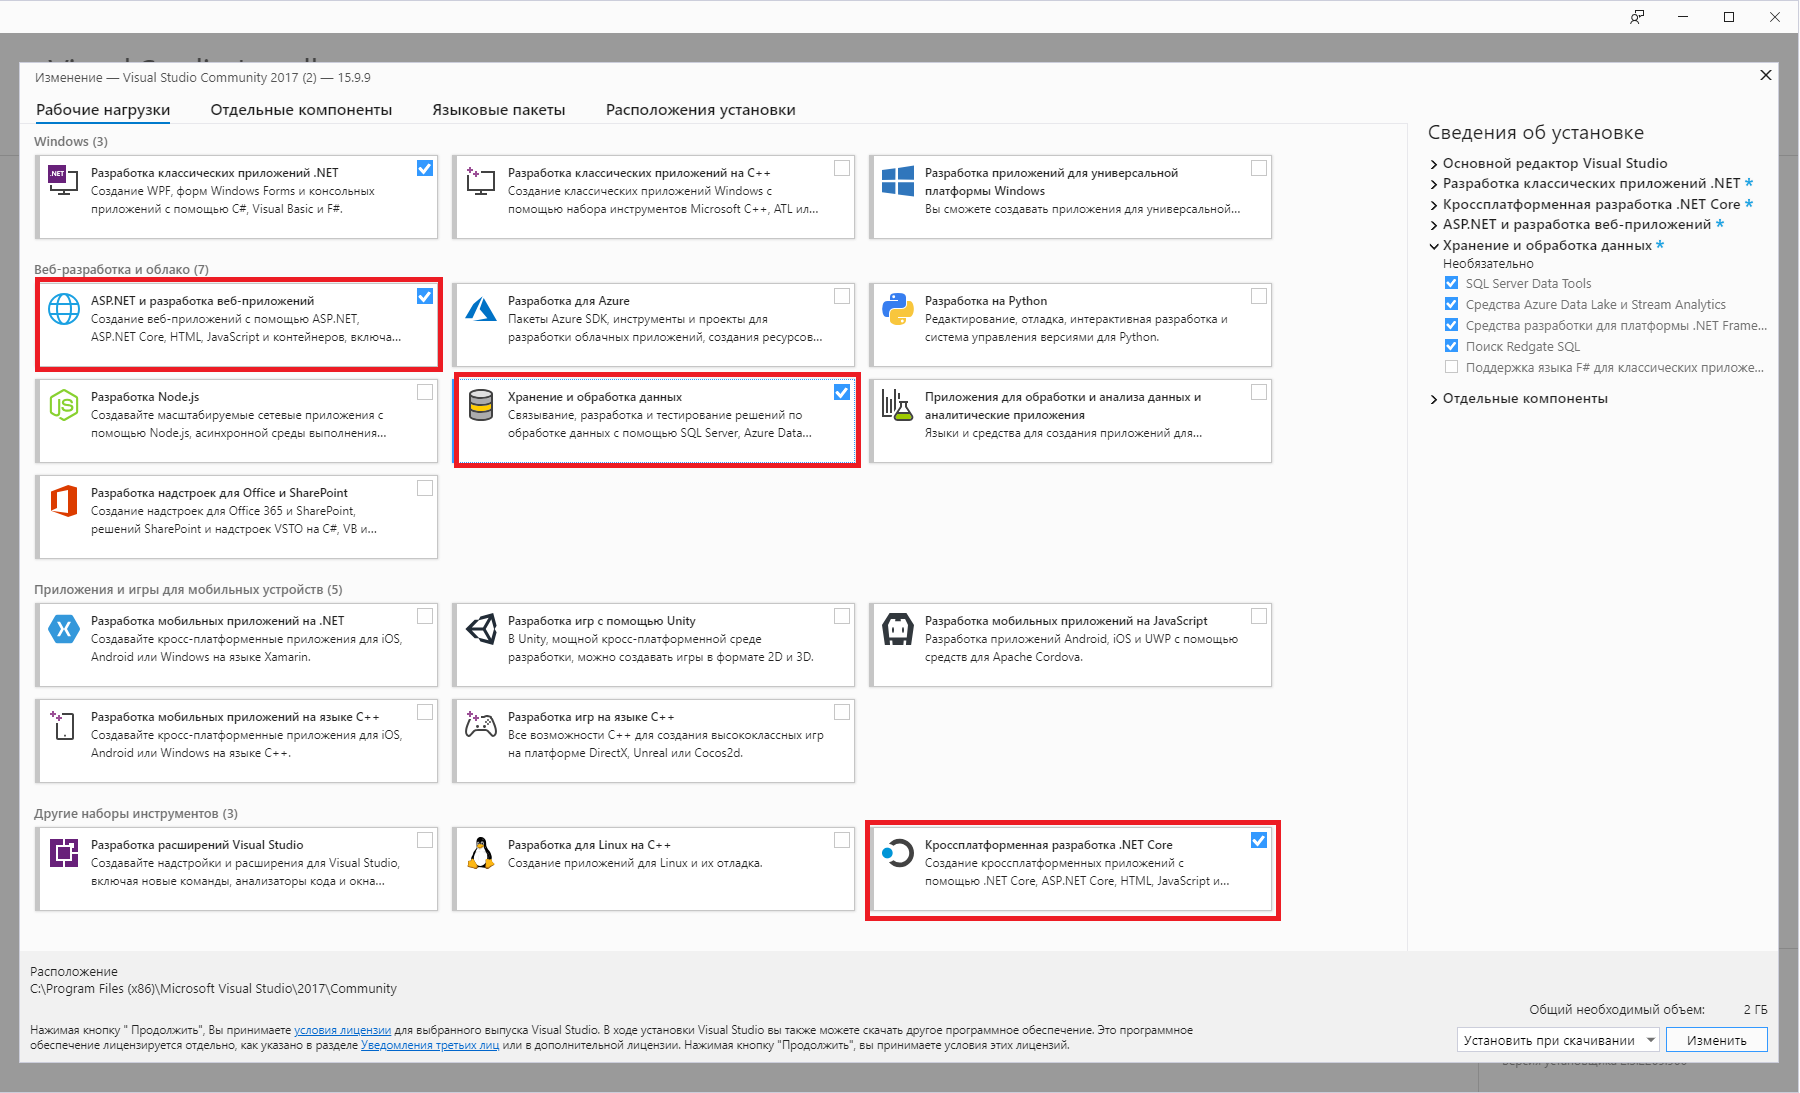 Изменение — Visual Studio Community 2017 (2) — 15.9.9
Рабочие нагрузки
Отдельные компоненты
Языковые пакеты
Расположения установки
Windows (3)
.NET
Разработка классических приложений .NET
Создание WPF, форм Windows Forms и консольных
приложений с помощью C#, Visual Basic и F#.
Разработка классических приложений на C++
Создание классических приложений Windows с
помощью набора инструментов Microsoft C++, ATL ил...
Разработка приложений для универсальной
платформы Windows
Вы сможете создавать приложения для универсальной...
Веб-разработка и облако (7)
ASP.NET и разработка веб-приложений
Создание веб-приложений с помощью ASP.NET,
ASP.NET Core, HTML, JavaScript и контейнеров, включа...
Разработка для Azure
Пакеты Azure SDK, инструменты и проекты для
разработки облачных приложений, создания ресурсов...
Разработка на Python
Редактирование, отладка, интерактивная разработка и
система управления версиями для Python.
JS
Разработка Node.js
Создавайте масштабируемые сетевые приложения с
помощью Node.js, асинхронной среды выполнения...
Хранение и обработка данных
Связывание, разработка и тестирование решений по
обработке данных с помощью SQL Server, Azure Data...
Приложения для обработки и анализа данных и
аналитические приложения
Языки и средства для создания приложений для...
Разработка надстроек для Office и SharePoint
Создание надстроек для Office 365 и SharePoint,
решений SharePoint и надстроек VSTO на C#, VB и...
Приложения и игры для мобильных устройств (5)
Разработка мобильных приложений на .NET
Создавайте кросс-платформенные приложения для iOS,
Android или Windows на языке Xamarin.
Разработка игр с помощью Unity
В Unity, мощной кросс-платформенной среде
разработки, можно создавать игры в формате 2D и 3D.
Разработка мобильных приложений на JavaScript
Разработка приложений Android, iOS и UWP с помощью
средств для Apache Cordova.
Разработка мобильных приложений на языке C++
Создавайте кросс-платформенные приложения для iOS,
Android или Windows на языке C++.
Разработка игр на языке C++
Все возможности C++ для создания высококлассных игр
на платформе DirectX, Unreal или Cocos2d.
Другие наборы инструментов (3)
Разработка расширений Visual Studio
Создавайте надстройки и расширения для Visual Studio,
включая новые команды, анализаторы кода и окна...
Разработка для Linux на C++
Создание приложений для Linux и их отладка.
Кроссплатформенная разработка .NET Core
Создание кроссплатформенных приложений с
помощью .NET Core, ASP.NET Core, HTML, JavaScript и...
Сведения об установке
Основной редактор Visual Studio
Разработка классических приложений .NET *
Кроссплатформенная разработка .NET Core *
ASP.NET и разработка веб-приложений *
Хранение и обработка данных *
Необязательно
SQL Server Data Tools
Средства Azure Data Lake и Stream Analytics
Средства разработки для платформы .NET Frame...
Поиск Redgate SQL
Поддержка языка F# для классических приложе...
Отдельные компоненты
Расположение
C:\Program Files (x86)\Microsoft Visual Studio\2017\Community
Нажимая кнопку " Продолжить", Вы принимаете условия лицензии для выбранного выпуска Visual Studio. В ходе установки Visual Studio вы также можете скачать другое программное обеспечение. Это программное
обеспечение лицензируется отдельно, как указано в разделе Уведомления третьих лиц или в дополнительной лицензии. Нажимая кнопку "Продолжить", вы принимаете условия этих лицензий.
Общий необходимый объем: 2 ГБ
Установить при скачивании
Изменить